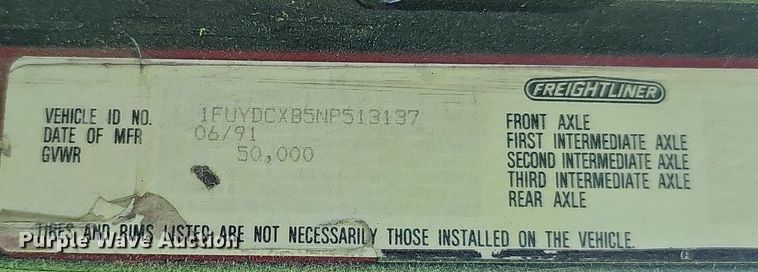 FREIGHTLINER
VEHICLE ID NO. 1FUYDCXB5NP513137
DATE OF MFR 06/91
GVWR 50,000
FRONT AXLE
FIRST INTERMEDIATE AXLE
SECOND INTERMEDIATE AXLE
THIRD INTERMEDIATE AXLE
REAR AXLE
TIRES AND RIMS LISTED ARE NOT NECESSARILY THOSE INSTALLED ON THE VEHICLE.
Purple Wave Auction